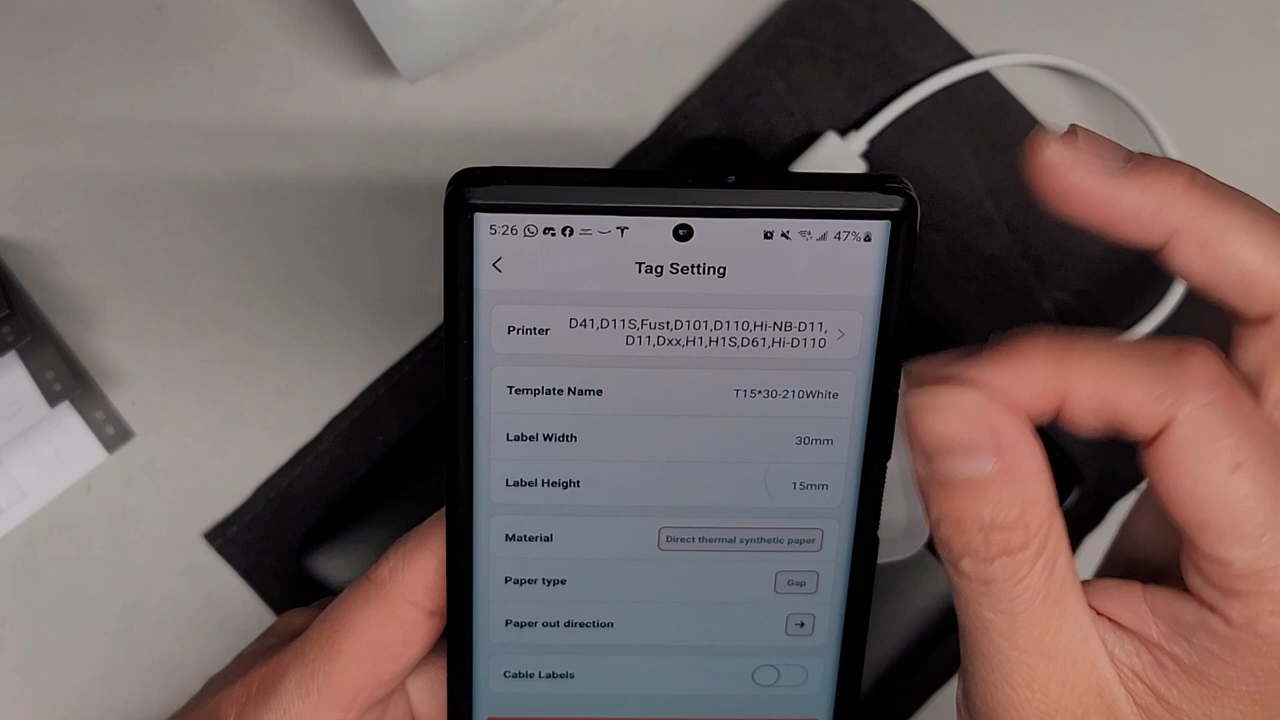 5:26 47%
Tag Setting
Printer D41,D11S,Fust,D101,D110,Hi-NB-D11,
D11,Dxx,H1,H1S,D61,Hi-D110
Template Name T15*30-210White
Label Width 30mm
Label Height 15mm
Material Direct thermal synthetic paper
Paper type Gap
Paper out direction →
Cable Labels